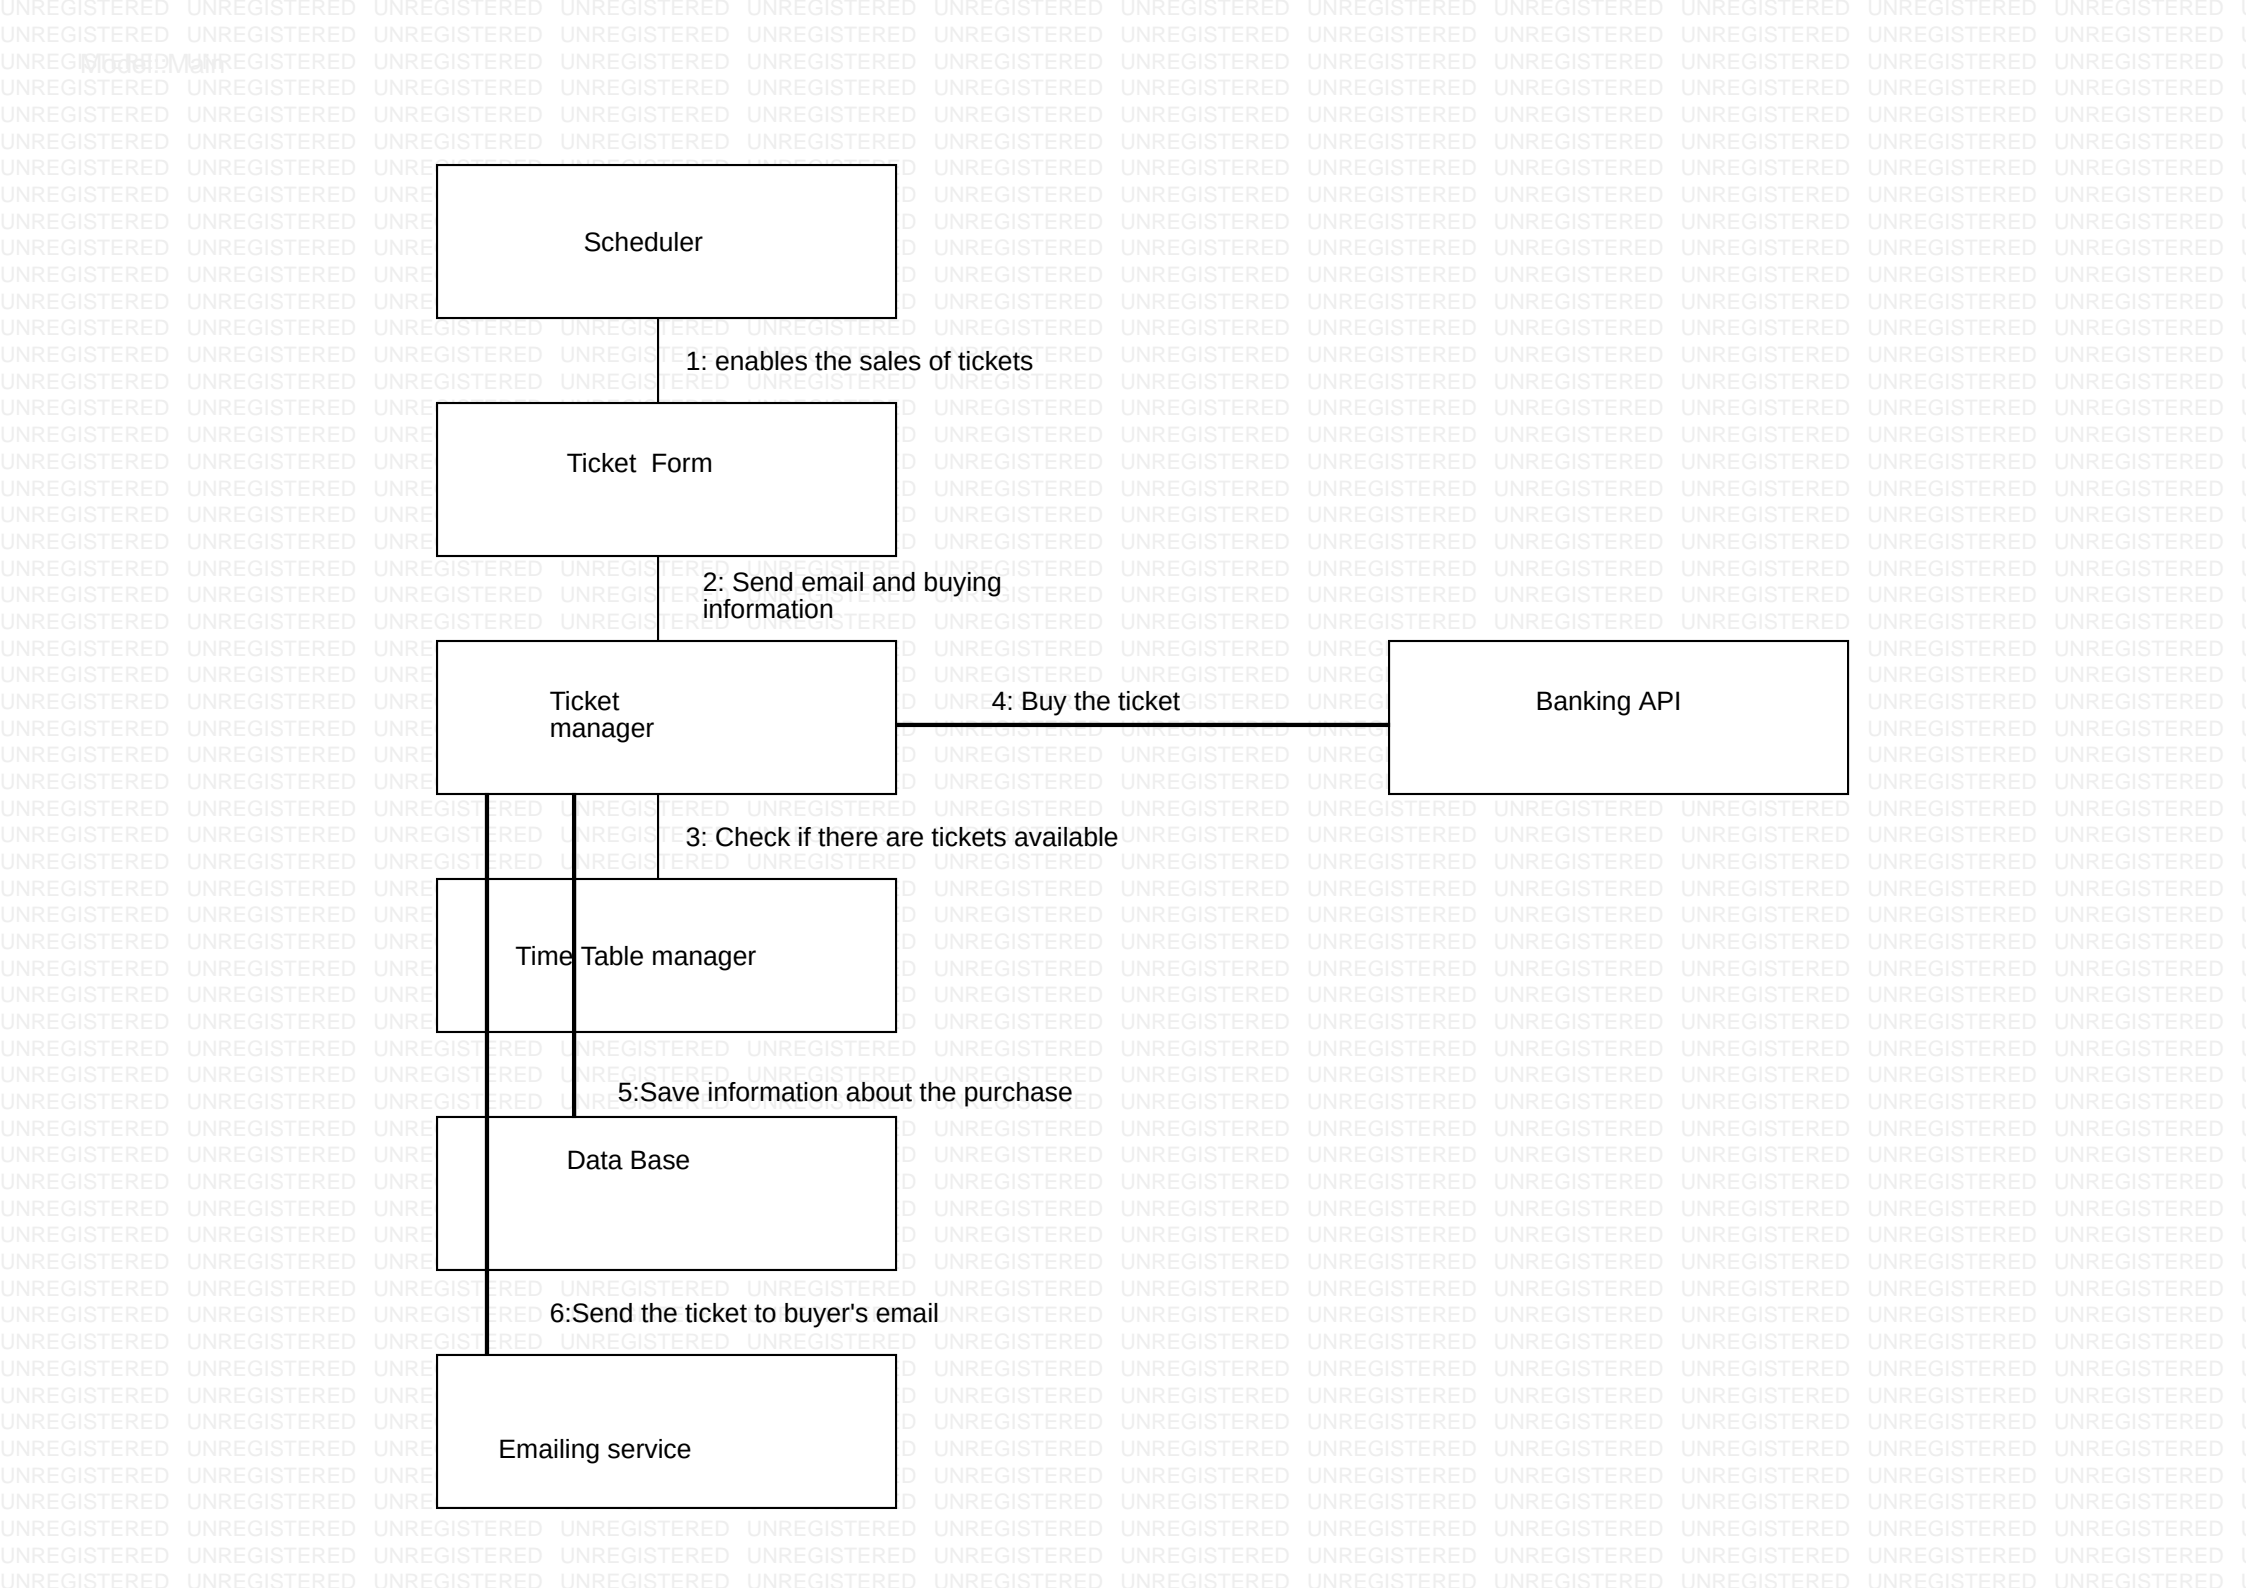 Model::Main
Scheduler
1: enables the sales of tickets
Ticket  Form
2: Send email and buying
information
Ticket
manager
4: Buy the ticket
Banking API
3: Check if there are tickets available
Time Table manager
5:Save information about the purchase
Data Base
6:Send the ticket to buyer's email
Emailing service
UNREGISTERED